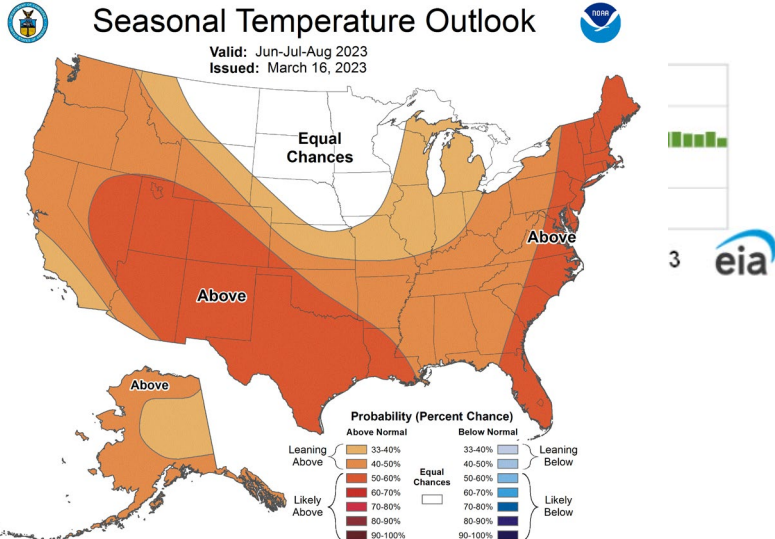 Seasonal Temperature Outlook
NOAA
Valid: Jun-Jul-Aug 2023
Issued: March 16, 2023
Equal
Chances
Above
Above
3
eia
Above
Probability (Percent Chance)
Above Normal
Below Normal
Leaning
Above
33-40%
40-50%
Likely
Above
50-60%
60-70%
70-80%
80-90%
90-100%
Equal
Chances
33-40%
40-50%
Leaning
Below
50-60%
60-70%
70-80%
80-90%
90-100%
Likely
Below